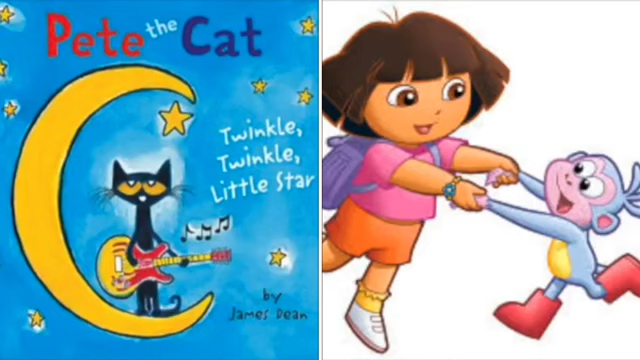 Pete the Cat
Twinkle,
Twinkle,
Little Star
by
James Dean